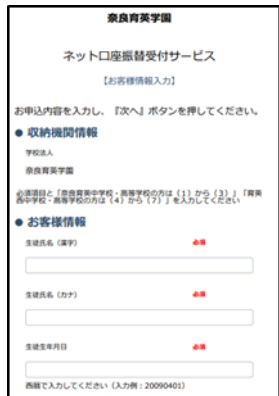 奈良育英学園
ネット口座振替受付サービス
【お客様情報入力】
お申込内容を入力し、『次へ』ボタンを押してください。
● 収納機関情報
学校法人
奈良育英学園
必須項目と「奈良育英中学校・高等学校の方は（１）から（３）」「育英
西中学校・高等学校の方は（４）から（７）」を入力してください
● お客様情報
生徒氏名（漢字） 必須
生徒氏名（カナ） 必須
生徒生年月日 必須
西暦で入力してください（入力例：20090401）